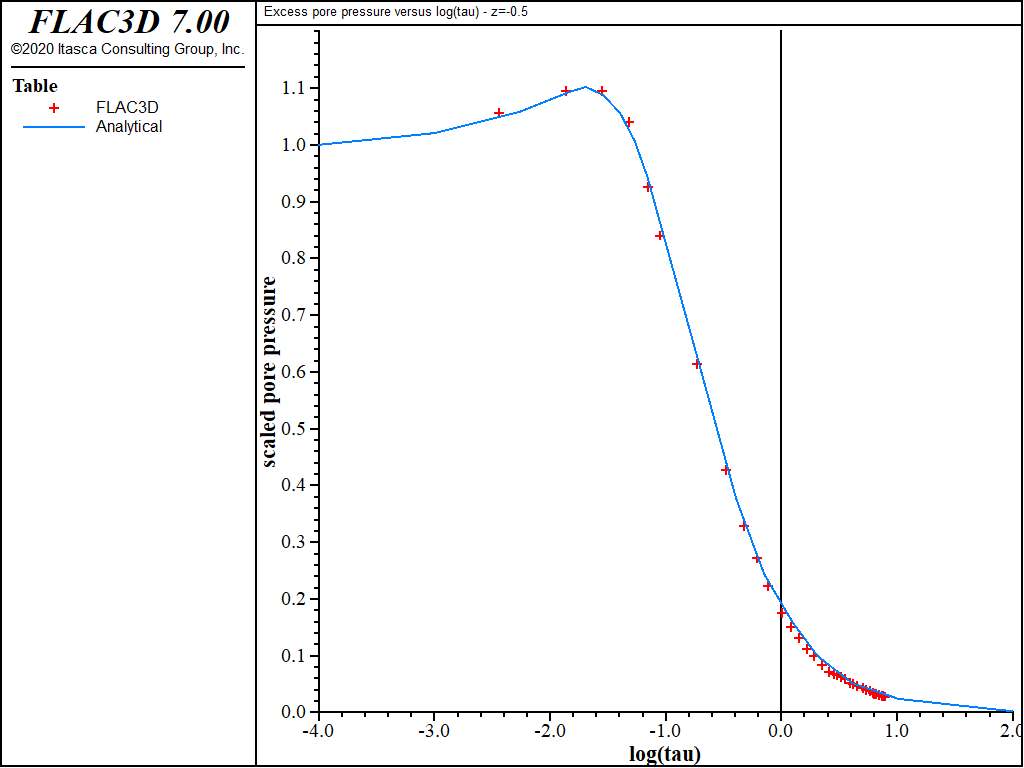 FLAC3D 7.00
©2020 Itasca Consulting Group, Inc.
Table
FLAC3D
Analytical
Excess pore pressure versus log(tau) - z=-0.5
scaled pore pressure
1.1
1.0
0.9
0.8
0.7
0.6
0.5
0.4
0.3
0.2
0.1
0.0
-4.0 -3.0 -2.0 -1.0 0.0 1.0 2.0
log(tau)